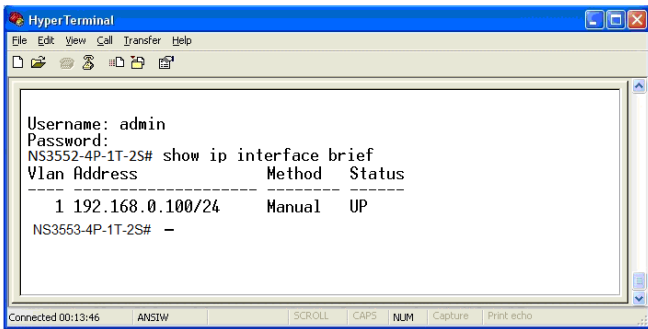 HyperTerminal
File Edit View Call Transfer Help
Username: admin
Password:
NS3552-4P-1T-2S# show ip interface brief
Vlan Address Method Status
---- -------------------- -------- ------
1 192.168.0.100/24 Manual UP
NS3553-4P-1T-2S# _
Connected 00:13:46 ANSIW SCROLL CAPS NUM Capture Print echo